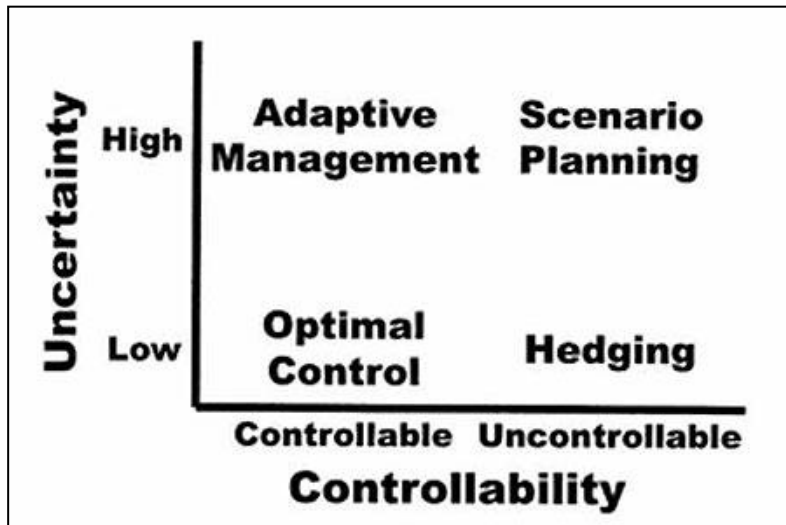 Uncertainty
High
Adaptive
Management
Scenario
Planning
Low
Optimal
Control
Hedging
Controllable
Uncontrollable
Controllability